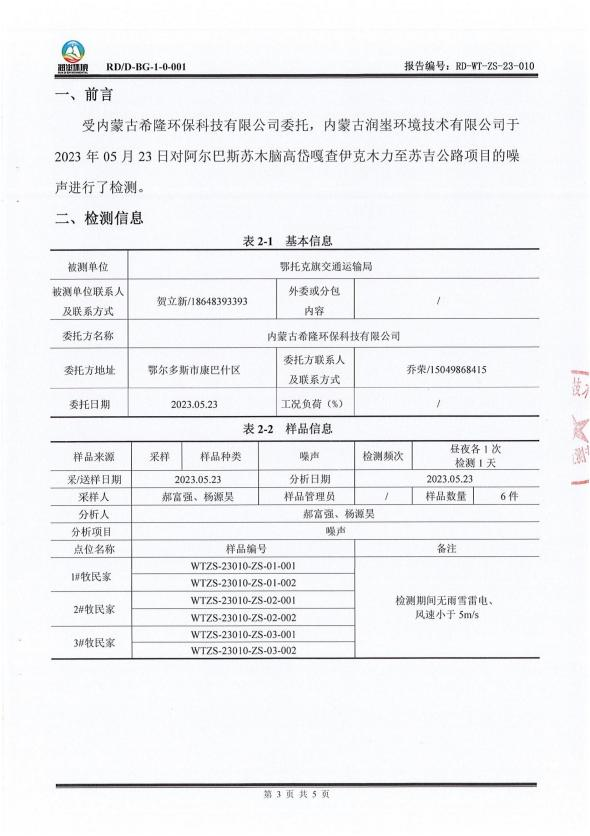 润垄环境 RD/D-BG-1-0-001 报告编号：RD-WT-ZS-23-010
一、前言
受内蒙古希隆环保科技有限公司委托，内蒙古润垄环境技术有限公司于
2023 年 05 月 23 日对阿尔巴斯苏木脑高岱嘎查伊克木力至苏吉公路项目的噪
声进行了检测。
二、检测信息
表 2-1 基本信息
被测单位 鄂托克旗交通运输局
被测单位联系人及联系方式 贺立新/18648393393 外委或分包内容 /
委托方名称 内蒙古希隆环保科技有限公司
委托方地址 鄂尔多斯市康巴什区 委托方联系人及联系方式 乔荣/15049868415
委托日期 2023.05.23 工况负荷（%） /
表 2-2 样品信息
样品来源 采样 样品种类 噪声 检测频次 昼夜各 1 次 检测 1 天
采/送样日期 2023.05.23 分析日期 2023.05.23
采样人 郝富强、杨源昊 样品管理员 / 样品数量 6 件
分析人 郝富强、杨源昊
分析项目 噪声
点位名称 样品编号 备注
1#牧民家 WTZS-23010-ZS-01-001
WTZS-23010-ZS-01-002
2#牧民家 WTZS-23010-ZS-02-001
WTZS-23010-ZS-02-002
3#牧民家 WTZS-23010-ZS-03-001
WTZS-23010-ZS-03-002
检测期间无雨雪雷电、
风速小于 5m/s
第 3 页 共 5 页